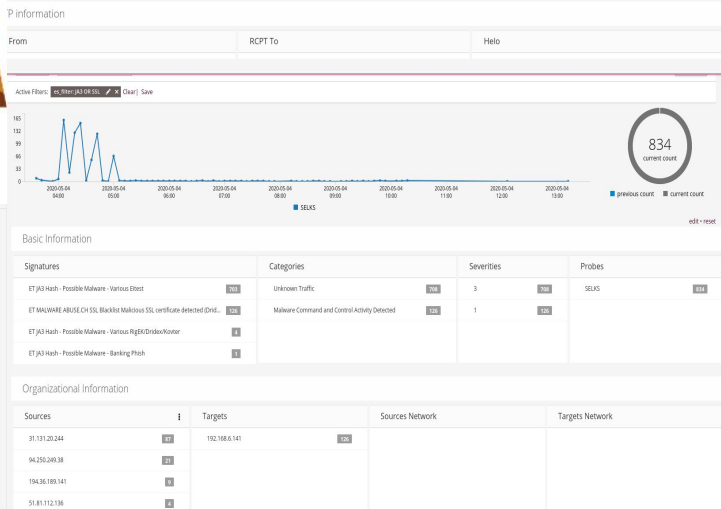 P information
From RCPT To Helo
Active Filters: es_filter: JA3 OR SSL Clear| Save
165
132
99
66
33
0
2020-05-04 2020-05-04 2020-05-04 2020-05-04 2020-05-04 2020-05-04 2020-05-04 2020-05-04 2020-05-04 2020-05-04
04:00 05:00 06:00 07:00 08:00 09:00 10:00 11:00 12:00 13:00
SELKS
834
current count
previous count current count
edit • reset
Basic Information
Signatures Categories Severities Probes
ET JA3 Hash - Possible Malware - Various Eitest 703 Unknown Traffic 708 3 708 SELKS 834
ET MALWARE ABUSE.CH SSL Blacklist Malicious SSL certificate detected (Drid... 126 Malware Command and Control Activity Detected 126 1 126
ET JA3 Hash - Possible Malware - Various RigEK/Dridex/Kovter 4
ET JA3 Hash - Possible Malware - Banking Phish 1
Organizational Information
Sources Targets Sources Network Targets Network
31.131.20.244 87 192.168.6.141 126
94.250.249.38 21
194.36.189.141 9
51.81.112.136 4